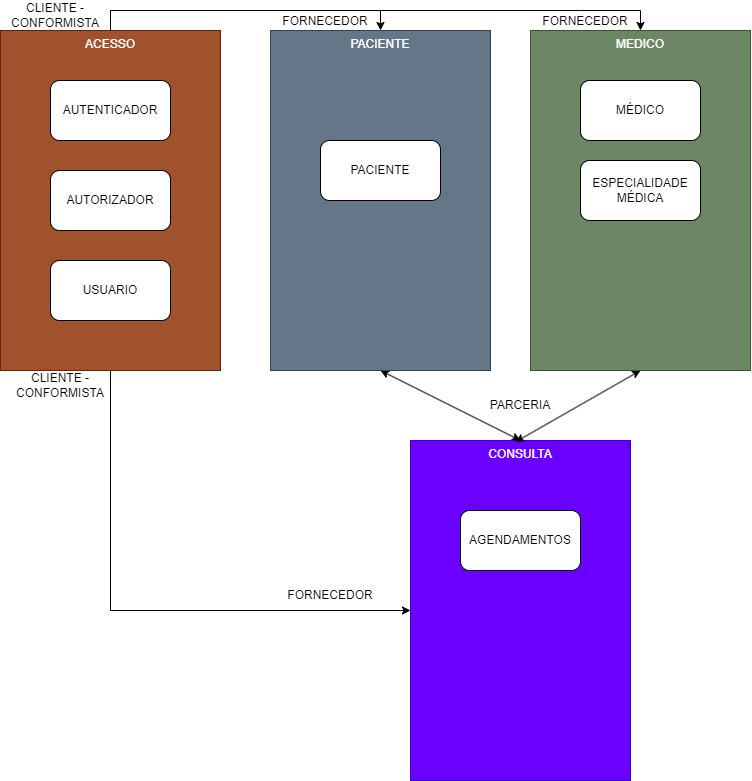 CLIENTE -
CONFORMISTA
FORNECEDOR
FORNECEDOR
ACESSO
PACIENTE
MEDICO
AUTENTICADOR
AUTORIZADOR
USUARIO
PACIENTE
MÉDICO
ESPECIALIDADE
MÉDICA
CLIENTE -
CONFORMISTA
PARCERIA
CONSULTA
AGENDAMENTOS
FORNECEDOR